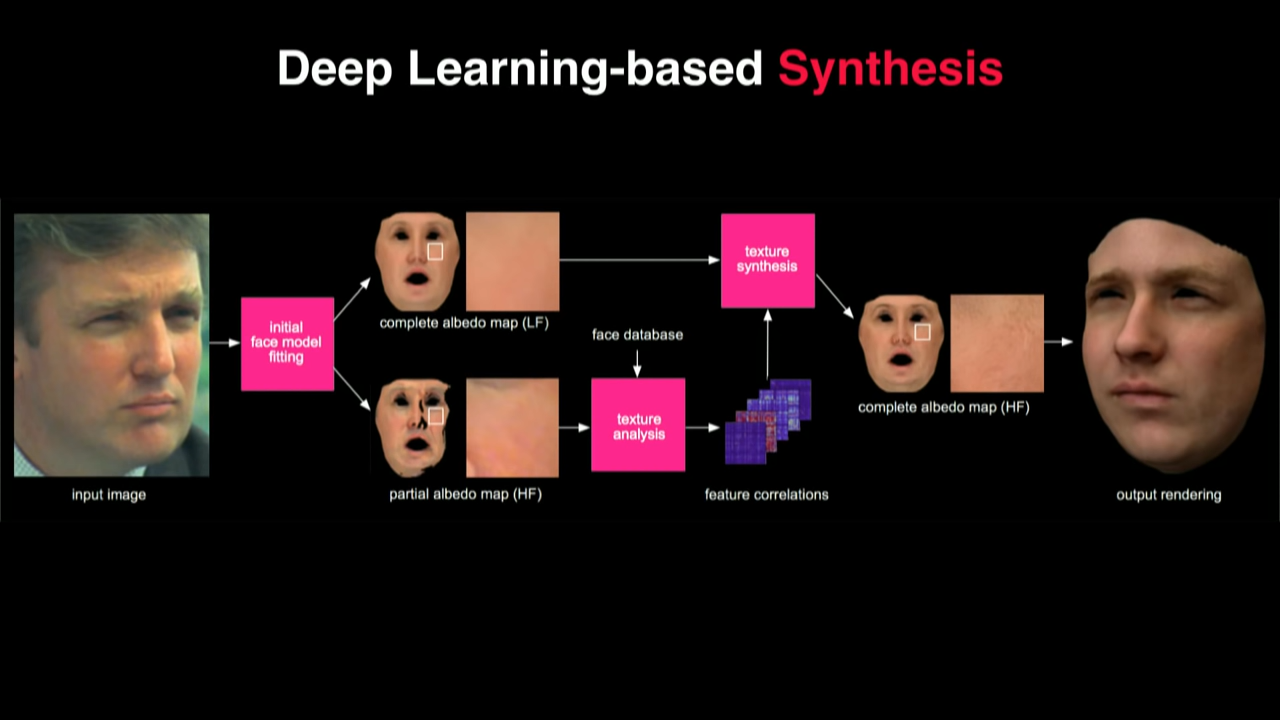 Deep Learning-based Synthesis
input image
initial
face model
fitting
complete albedo map (LF)
partial albedo map (HF)
face database
texture
analysis
feature correlations
texture
synthesis
complete albedo map (HF)
output rendering